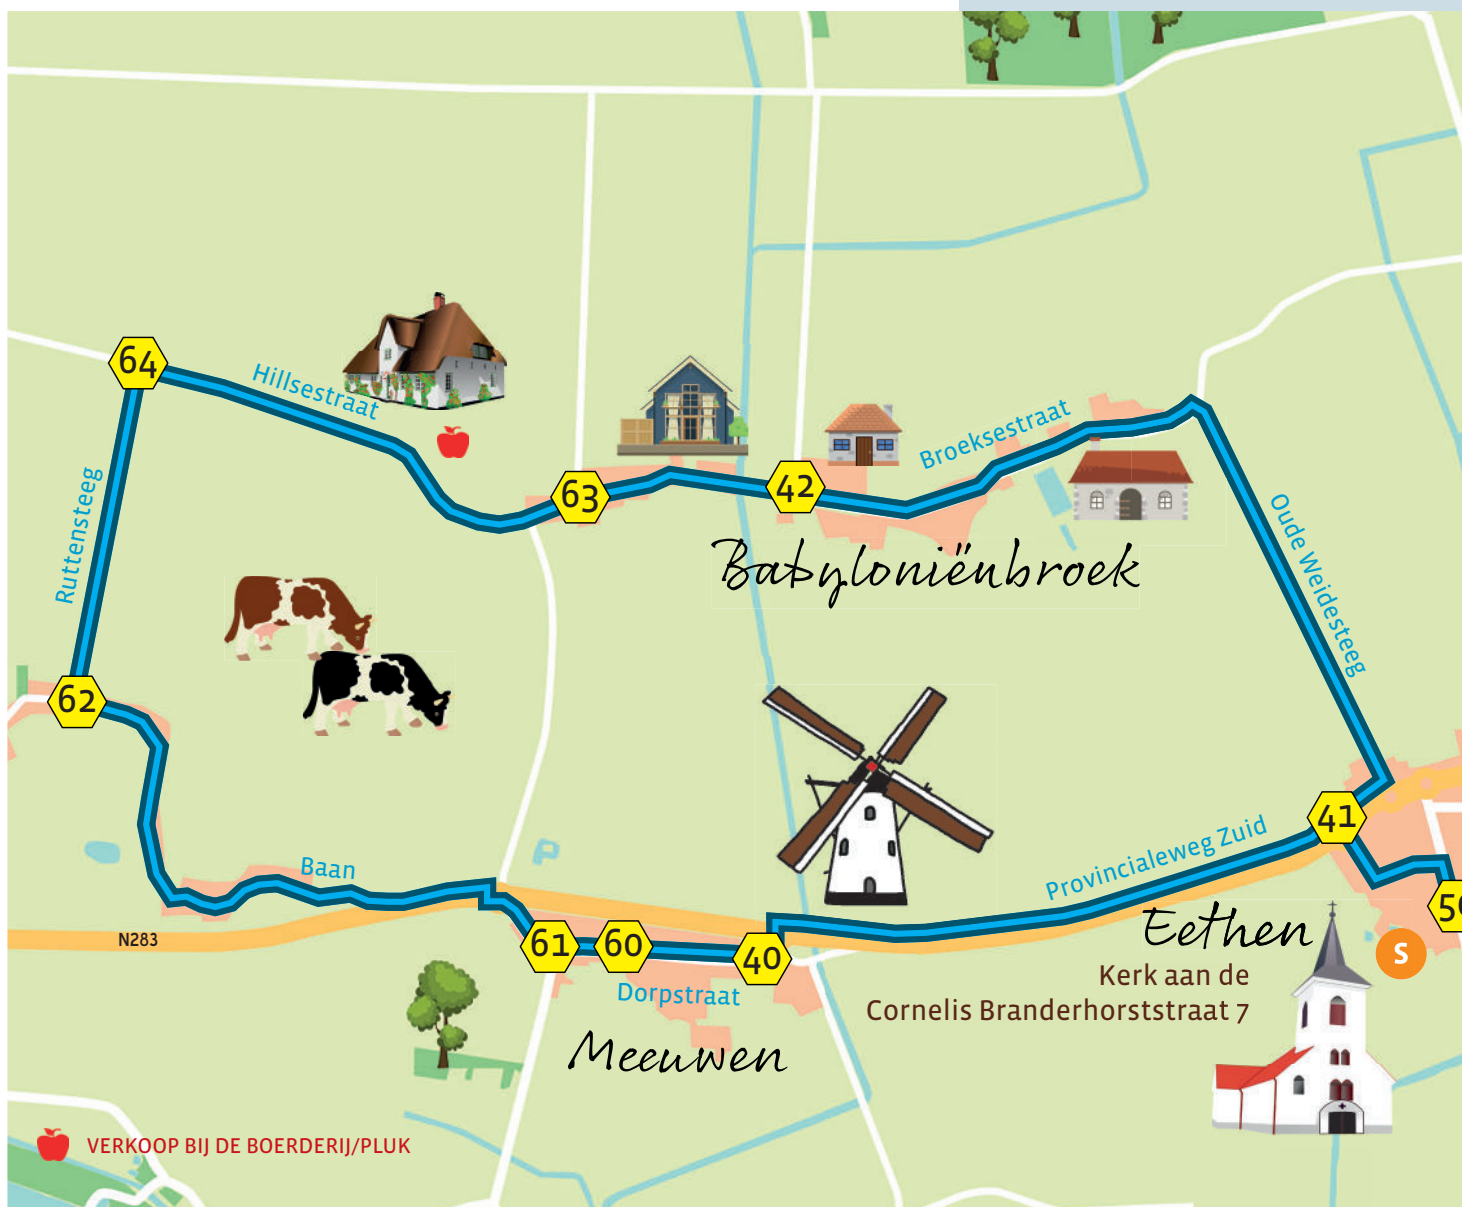 64
Hillsestraat
63
42
Broeksestraat
Babyloniënbroek
Ruttensteeg
Oude Weidesteeg
62
41
Provincialeweg Zuid
Baan
P
N283
61
60
40
Dorpstraat
Meeuwen
Eethen
Kerk aan de
Cornelis Branderhorststraat 7
S
VERKOOP BIJ DE BOERDERIJ/PLUK